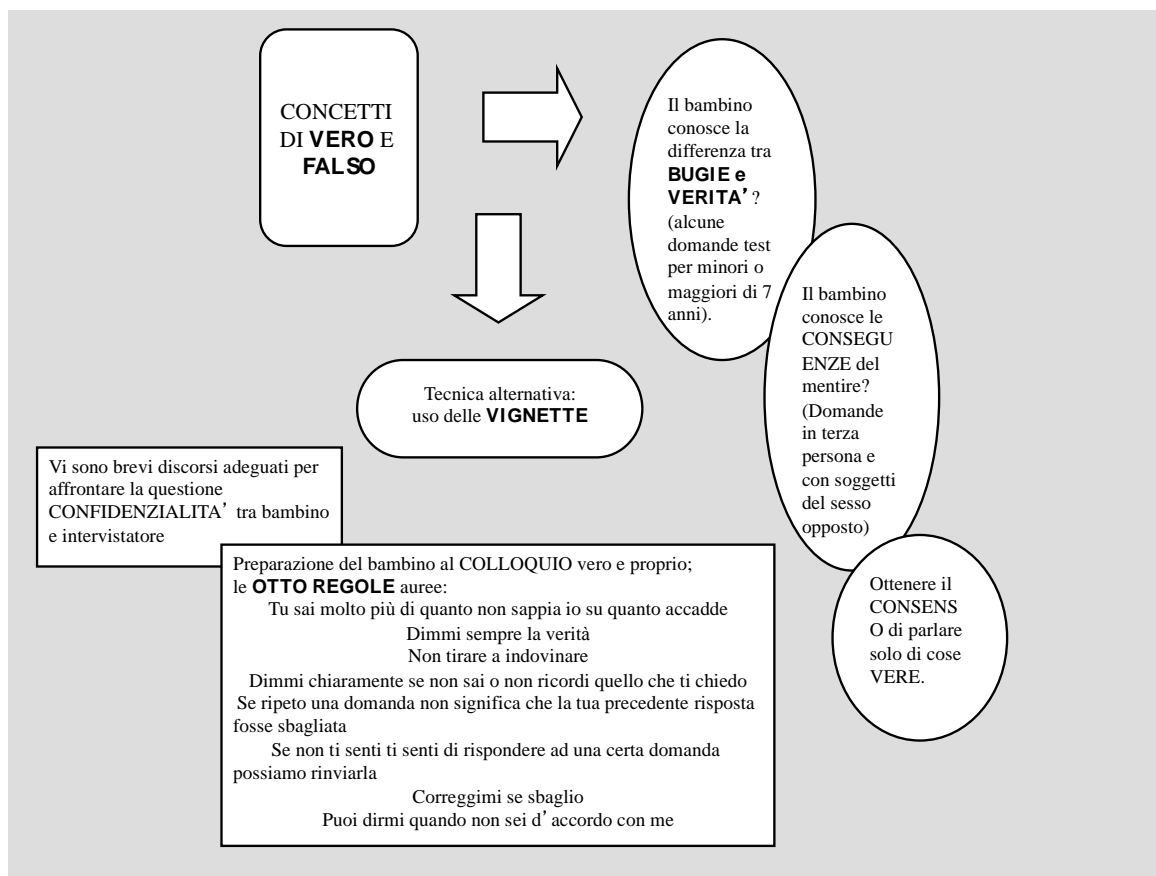 CONCETTI
DI VERO E
FALSO
Il bambino
conosce la
differenza tra
BUGIE e
VERITA’?
(alcune
domande test
per minori o
maggiori di 7
anni).
Il bambino
conosce le
CONSEGU
ENZE del
mentire?
(Domande
in terza
persona e
con soggetti
del sesso
opposto)
Ottenere il
CONSENS
O di parlare
solo di cose
VERE.
Tecnica alternativa:
uso delle VIGNETTE
Vi sono brevi discorsi adeguati per
affrontare la questione
CONFIDENZIALITA’ tra bambino
e intervistatore
Preparazione del bambino al COLLOQUIO vero e proprio;
le OTTO REGOLE auree:
Tu sai molto più di quanto non sappia io su quanto accadde
Dimmi sempre la verità
Non tirare a indovinare
Dimmi chiaramente se non sai o non ricordi quello che ti chiedo
Se ripeto una domanda non significa che la tua precedente risposta
fosse sbagliata
Se non ti senti ti senti di rispondere ad una certa domanda
possiamo rinviarla
Correggimi se sbaglio
Puoi dirmi quando non sei d’accordo con me